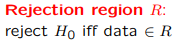 Rejection region R:
reject H₀ iff data ∈ R